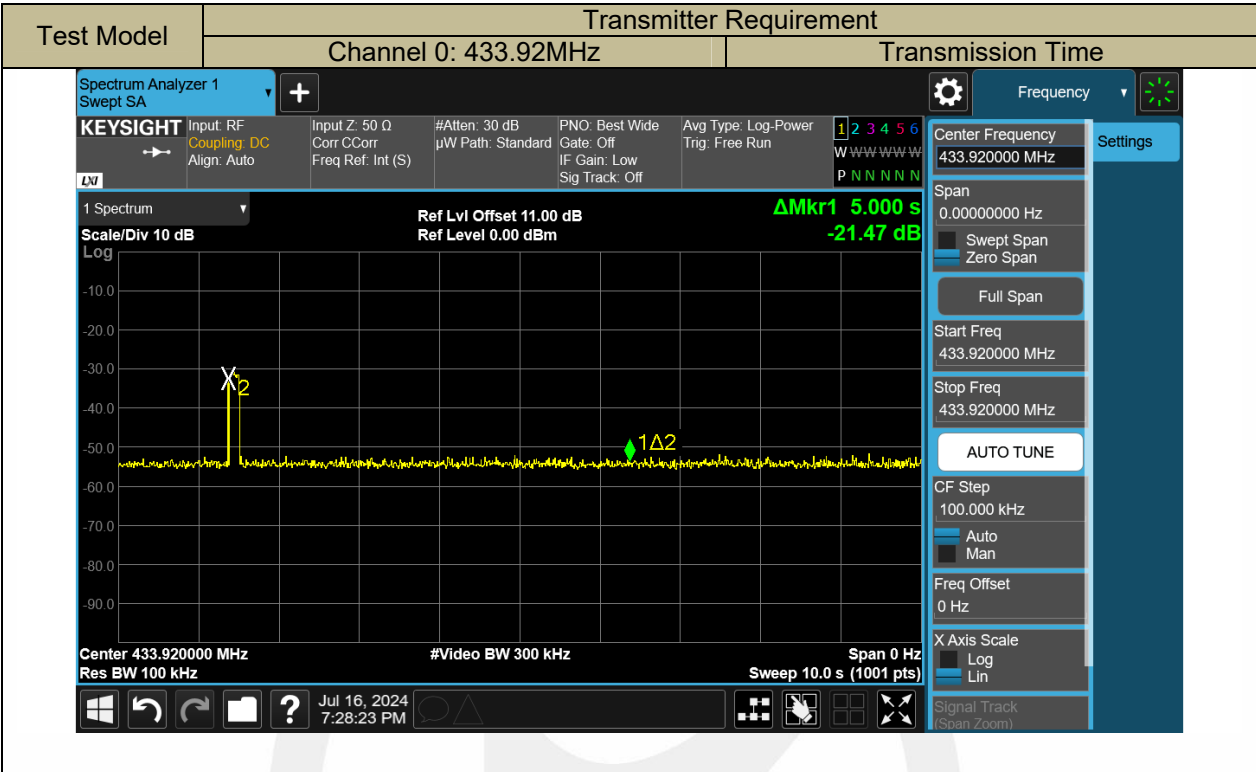 Test Model
Transmitter Requirement
Channel 0: 433.92MHz
Transmission Time
Spectrum Analyzer 1
Swept SA
Frequency
KEYSIGHT
LXI
Input: RF
Coupling: DC
Align: Auto
Input Z: 50 Ω
Corr CCorr
Freq Ref: Int (S)
#Atten: 30 dB
µW Path: Standard
PNO: Best Wide
Gate: Off
IF Gain: Low
Sig Track: Off
Avg Type: Log-Power
Trig: Free Run
1 2 3 4 5 6
W W W W W W
P N N N N N
1 Spectrum
Scale/Div 10 dB
Ref Lvl Offset 11.00 dB
Ref Level 0.00 dBm
ΔMkr1 5.000 s
-21.47 dB
Log
-10.0
-20.0
-30.0
-40.0
-50.0
-60.0
-70.0
-80.0
-90.0
2
1Δ2
Center 433.920000 MHz
Res BW 100 kHz
#Video BW 300 kHz
Span 0 Hz
Sweep 10.0 s (1001 pts)
Jul 16, 2024
7:28:23 PM
Center Frequency
433.920000 MHz
Settings
Span
0.00000000 Hz
Swept Span
Zero Span
Full Span
Start Freq
433.920000 MHz
Stop Freq
433.920000 MHz
AUTO TUNE
CF Step
100.000 kHz
Auto
Man
Freq Offset
0 Hz
X Axis Scale
Log
Lin
Signal Track
(Span Zoom)